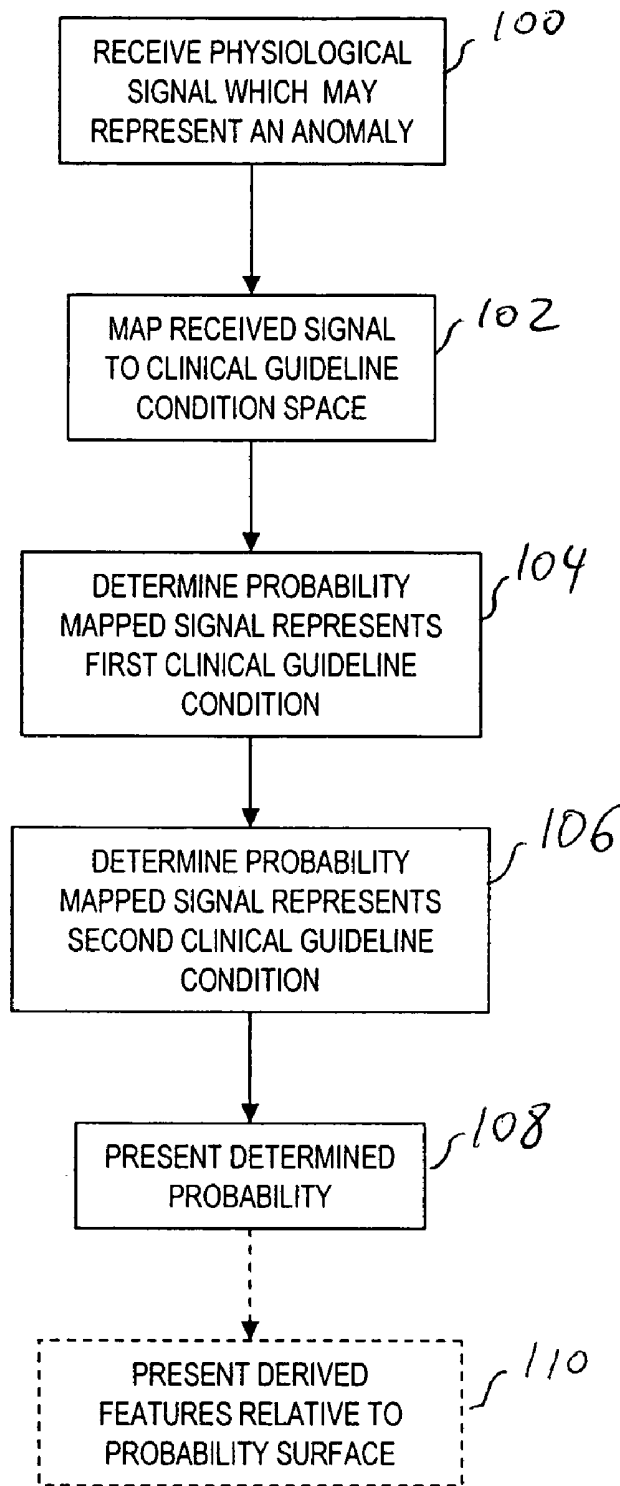 100
RECEIVE PHYSIOLOGICAL
SIGNAL WHICH MAY
REPRESENT AN ANOMALY
102
MAP RECEIVED SIGNAL
TO CLINICAL GUIDELINE
CONDITION SPACE
104
DETERMINE PROBABILITY
MAPPED SIGNAL REPRESENTS
FIRST CLINICAL GUIDELINE
CONDITION
106
DETERMINE PROBABILITY
MAPPED SIGNAL REPRESENTS
SECOND CLINICAL GUIDELINE
CONDITION
108
PRESENT DETERMINED
PROBABILITY
110
PRESENT DERIVED
FEATURES RELATIVE TO
PROBABILITY SURFACE